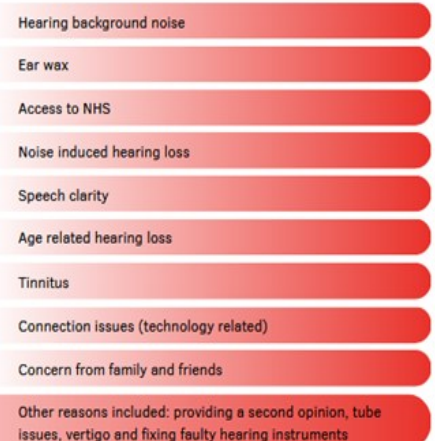 Hearing background noise
Ear wax
Access to NHS
Noise induced hearing loss
Speech clarity
Age related hearing loss
Tinnitus
Connection issues (technology related)
Concern from family and friends
Other reasons included: providing a second opinion, tube
issues, vertigo and fixing faulty hearing instruments